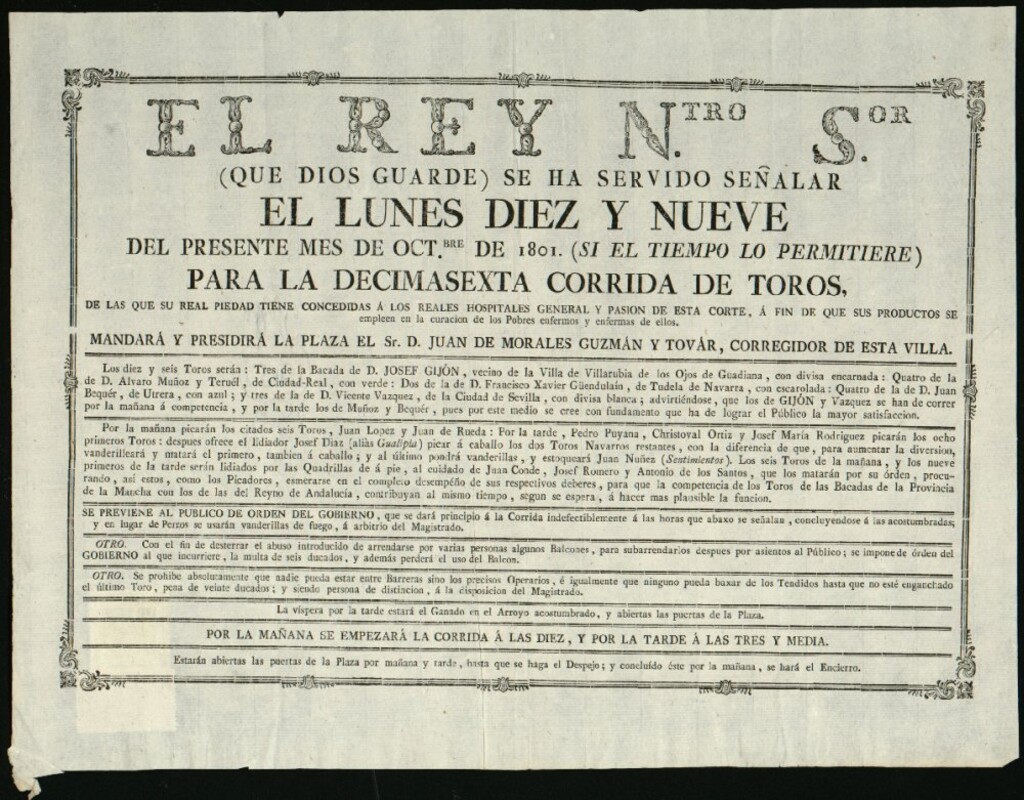 EL REY N.TRO S.OR
(QUE DIOS GUARDE) SE HA SERVIDO SEÑALAR
EL LUNES DIEZ Y NUEVE
DEL PRESENTE MES DE OCT.BRE DE 1801. (SI EL TIEMPO LO PERMITIERE)
PARA LA DECIMASEXTA CORRIDA DE TOROS,
DE LAS QUE SU REAL PIEDAD TIENE CONCEDIDAS Á LOS REALES HOSPITALES GENERAL Y PASION DE ESTA CORTE, Á FIN DE QUE SUS PRODUCTOS SE
empleen en la curacion de los Pobres enfermos y enfermas de ellos.
MANDARÁ Y PRESIDIRÁ LA PLAZA EL Sr. D. JUAN DE MORALES GUZMÁN Y TOVÁR, CORREGIDOR DE ESTA VILLA.
Los diez y seis Toros serán: Tres de la Bacada de D. JOSEF GIJÓN, vecino de la Villa de Villarubia de los Ojos de Guadiana, con divisa encarnada: Quatro de la
de D. Alvaro Muñoz y Teruél, de Ciudad-Real, con verde: Dos de la de D. Francisco Xavier Güendulain, de Tudela de Navarra, con escarolada: Quatro de la de D. Juan
Bequér, de Utrera, con azul; y tres de la de D. Vicente Vazquez, de la Ciudad de Sevilla, con divisa blanca; advirtiéndose, que los de GIJÓN y Vazquez se han de correr
por la mañana á competencia, y por la tarde los de Muñoz y Bequér, pues por este medio se cree con fundamento que ha de lograr el Público la mayor satisfaccion.
Por la mañana picarán los citados seis Toros, Juan Lopez y Juan de Rueda: Por la tarde, Pedro Puyana, Christoval Ortiz y Josef María Rodriguez picarán los ocho
primeros Toros: despues ofrece el lidiador Josef Diaz (aliàs Gualipia) picar á caballo los dos Toros Navarros restantes, con la diferencia de que, para aumentar la diversion,
vanderilleará y matará el primero, tambien á caballo; y al último pondrá vanderillas, y estoqueará Juan Nuñez (Sentimientos). Los seis Toros de la mañana, y los nueve
primeros de la tarde serán lidiados por las Quadrillas de á pie, al cuidado de Juan Conde, Josef Romero y Antonio de los Santos, que los matarán por su órden, procu-
rando, asi estos, como los Picadores, esmerarse en el completo desempeño de sus respectivos deberes, para que la competencia de los Toros de las Bacadas de la Provincia
de la Mancha con los de las del Reyno de Andalucía, contribuyan al mismo tiempo, segun se espera, á hacer mas plausible la funcion.
SE PREVIENE AL PUBLICO DE ORDEN DEL GOBIERNO, que se dará principio á la Corrida indefectiblemente á las horas que abaxo se señalan, concluyendose á las acostumbradas;
y en lugar de Perros se usarán vanderillas de fuego, á arbitrio del Magistrado.
OTRO. Con el fin de desterrar el abuso introducido de arrendarse por varias personas algunos Balcones, para subarrendarlos despues por asientos al Público; se impone de órden del
GOBIERNO al que incurriere, la multa de seis ducados, y además perderá el uso del Balcon.
OTRO. Se prohibe absolutamente que nadie pueda estar entre Barreras sino los precisos Operarios, é igualmente que ninguno pueda baxar de los Tendidos hasta que no esté enganchado
el último Toro, pena de veinte ducados; y siendo persona de distincion, á la disposicion del Magistrado.
La víspera por la tarde estará el Ganado en el Arroyo acostumbrado, y abiertas las puertas de la Plaza.
POR LA MAÑANA SE EMPEZARÁ LA CORRIDA Á LAS DIEZ, Y POR LA TARDE Á LAS TRES Y MEDIA.
Estarán abiertas las puertas de la Plaza por mañana y tarde, hasta que se haga el Despejo; y concluido éste por la mañana, se hará el Encierro.